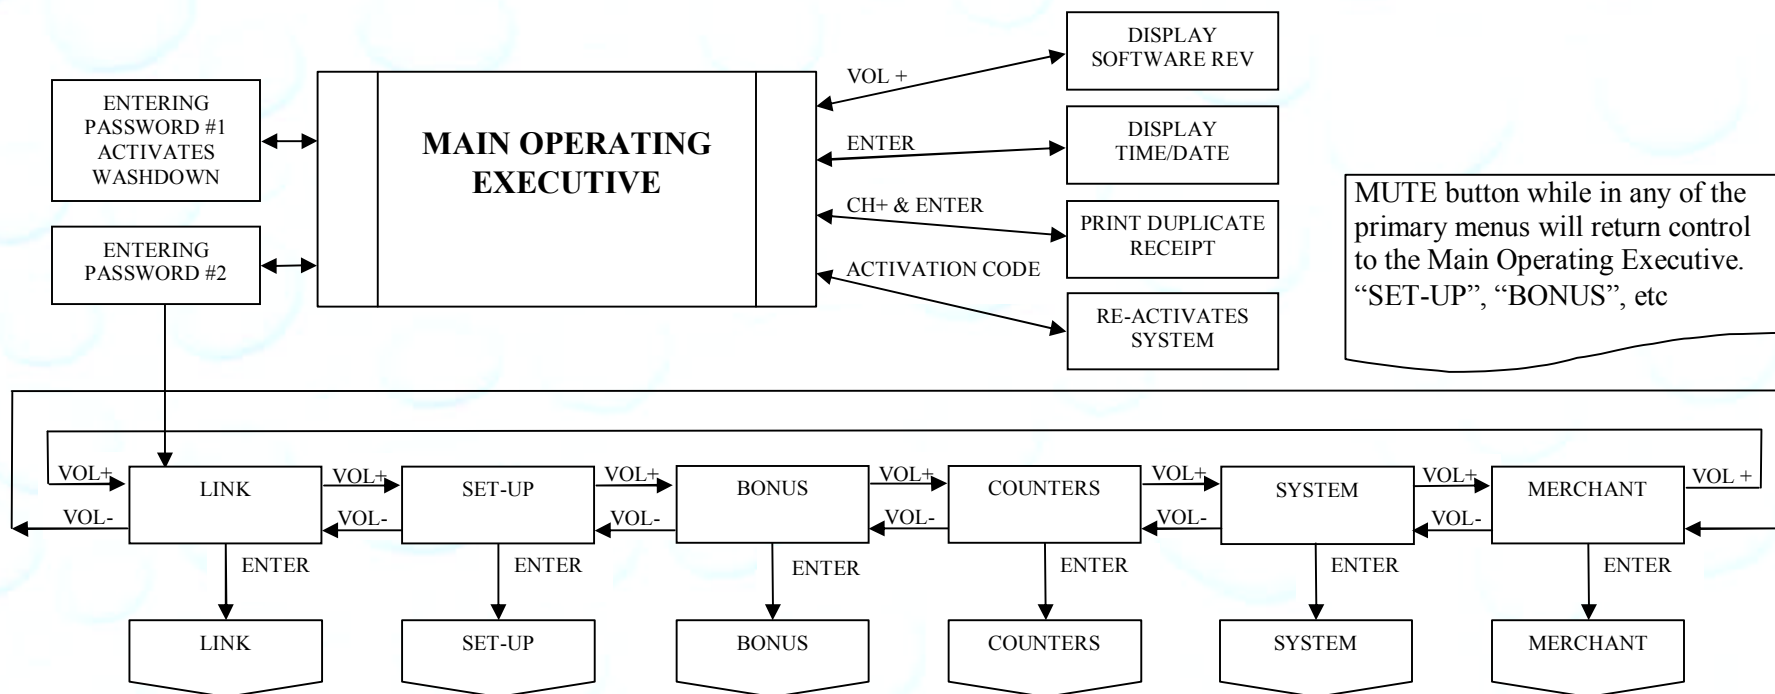 DISPLAY
SOFTWARE REV
VOL +
ENTERING
PASSWORD #1
ACTIVATES
WASHDOWN
MAIN OPERATING
EXECUTIVE
ENTER
DISPLAY
TIME/DATE
CH+ & ENTER
PRINT DUPLICATE
RECEIPT
ENTERING
PASSWORD #2
ACTIVATION CODE
RE-ACTIVATES
SYSTEM
MUTE button while in any of the
primary menus will return control
to the Main Operating Executive.
“SET-UP”, “BONUS”, etc
VOL+
LINK
VOL+
SET-UP
VOL+
BONUS
VOL+
COUNTERS
VOL+
SYSTEM
VOL+
MERCHANT
VOL +
VOL-
VOL-
VOL-
VOL-
VOL-
VOL-
ENTER
ENTER
ENTER
ENTER
ENTER
ENTER
LINK
SET-UP
BONUS
COUNTERS
SYSTEM
MERCHANT